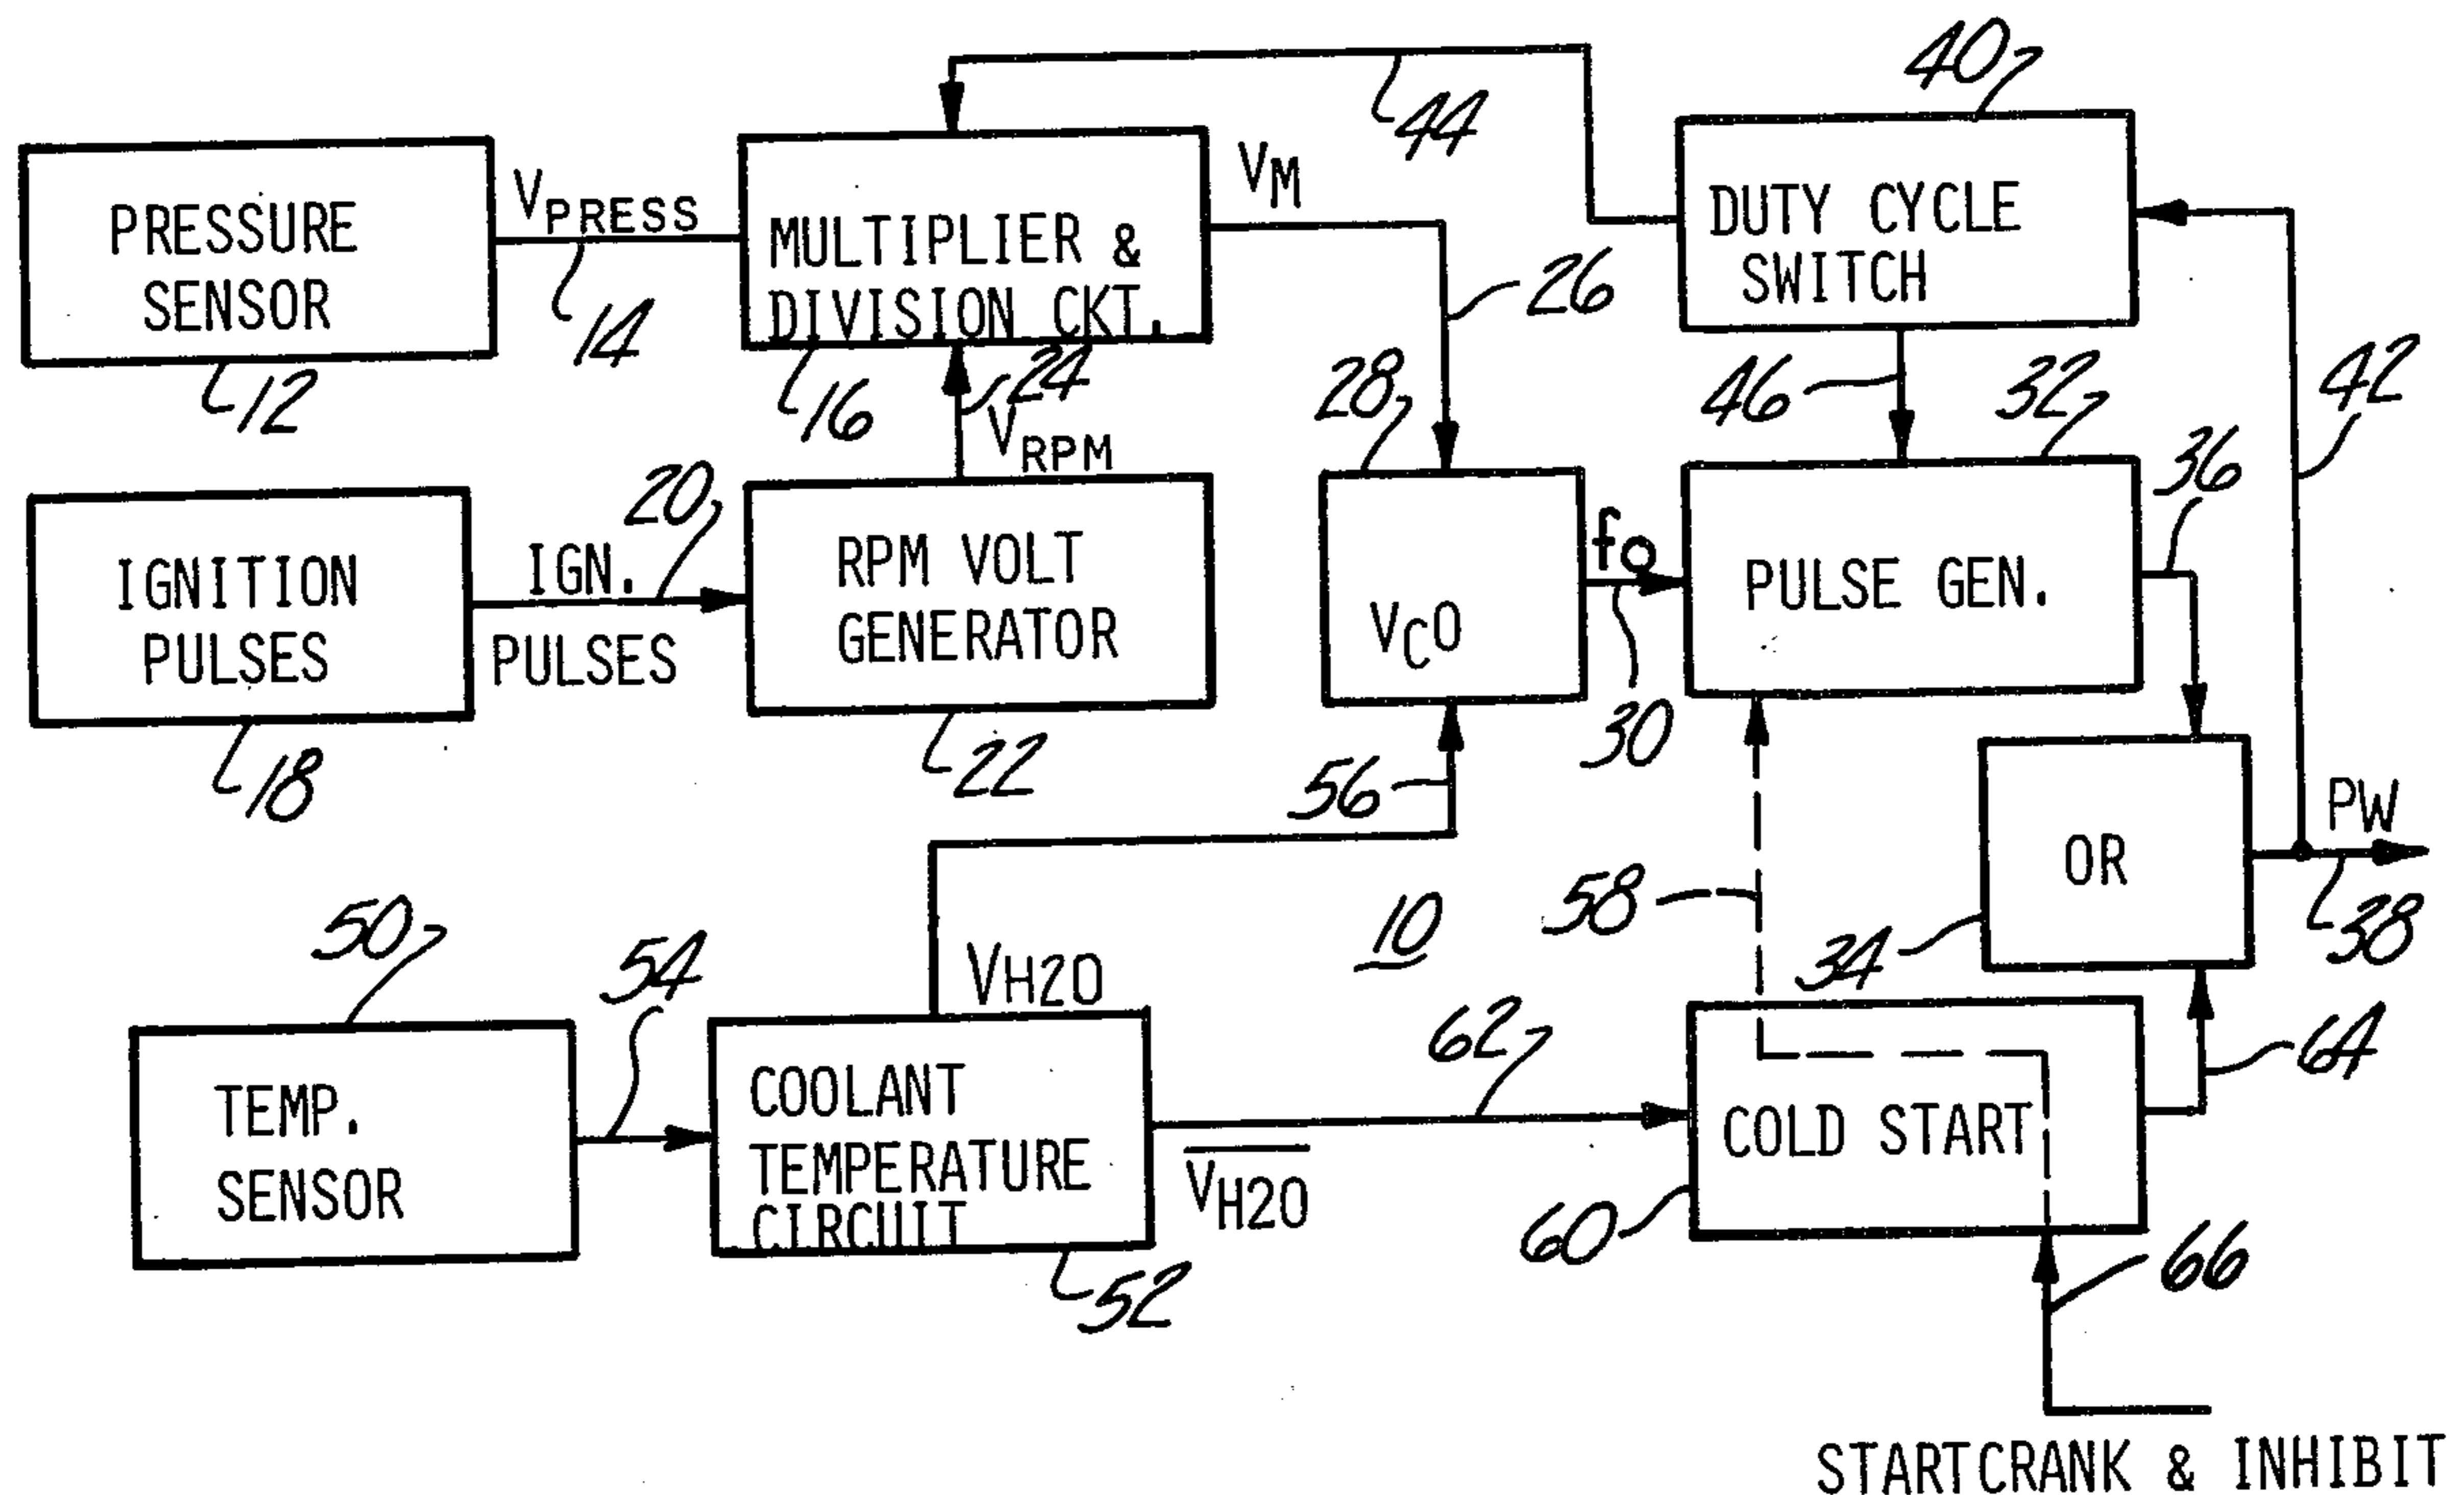 40
44
PRESSURE
SENSOR
VPRESS
14
12
MULTIPLIER &
DIVISION CKT.
16
VM
26
DUTY CYCLE
SWITCH
42
46
32
36
24
VRPM
28
IGNITION
PULSES
18
20
IGN.
PULSES
RPM VOLT
GENERATOR
22
VCO
fo
30
PULSE GEN.
56
58
10
OR
34
PW
38
50
54
TEMP.
SENSOR
VH2O
COOLANT
TEMPERATURE
CIRCUIT
52
62
V̅H̅2̅O̅
COLD START
60
64
66
STARTCRANK & INHIBIT